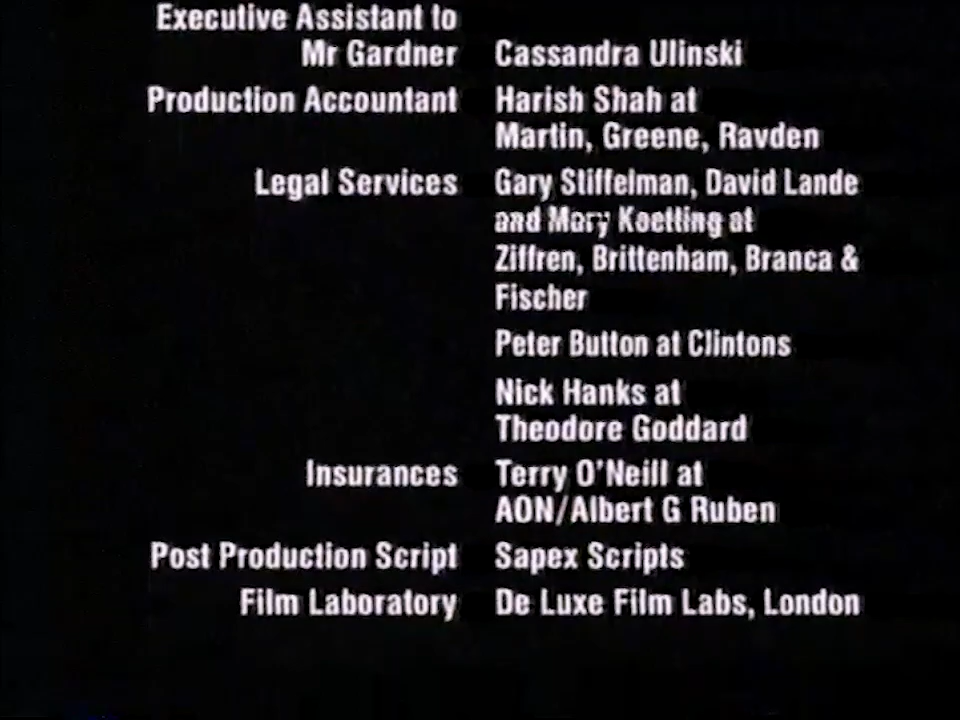 Executive Assistant to
Mr Gardner Cassandra Ulinski
Production Accountant Harish Shah at
Martin, Greene, Ravden
Legal Services Gary Stiffelman, David Lande
and Mary Koetting at
Ziffren, Brittenham, Branca &
Fischer
Peter Button at Clintons
Nick Hanks at
Theodore Goddard
Insurances Terry O'Neill at
AON/Albert G Ruben
Post Production Script Sapex Scripts
Film Laboratory De Luxe Film Labs, London